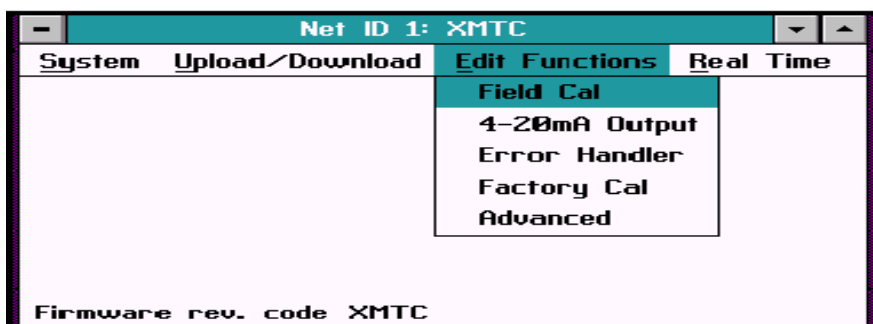 Net ID 1: XMTC
System Upload/Download Edit Functions Real Time
Field Cal
4-20mA Output
Error Handler
Factory Cal
Advanced
Firmware rev. code XMTC